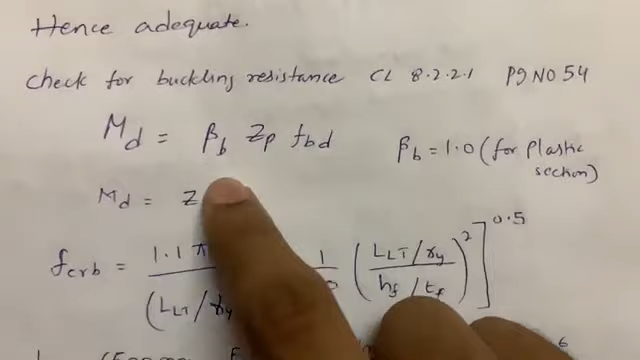 Hence adequate.
Check for buckling resistance CL 8.2.2.1 Pg NO 54
Md = βb Zp fbd βb = 1.0 (for plastic section)
Md = Z
fcrb = 1.1 π / (LLT/ry 1 ((LLT/ry) / (hf/tf))²]^0.5